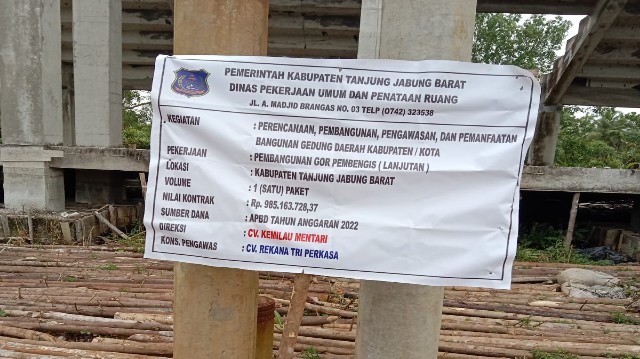 PEMERINTAH KABUPATEN TANJUNG JABUNG BARAT
DINAS PEKERJAAN UMUM DAN PENATAAN RUANG
JL. A. MADJID BRANGAS NO. 03 TELP (0742) 323538
KEGIATAN : PERENCANAAN, PEMBANGUNAN, PENGAWASAN, DAN PEMANFAATAN
BANGUNAN GEDUNG DAERAH KABUPATEN / KOTA
PEKERJAAN : PEMBANGUNAN GOR PEMBENGIS ( LANJUTAN )
LOKASI : KABUPATEN TANJUNG JABUNG BARAT
VOLUME : 1 (SATU) PAKET
NILAI KONTRAK : Rp. 985.163.728,37
SUMBER DANA : APBD TAHUN ANGGARAN 2022
DIREKSI : CV. KEMILAU MENTARI
KONS. PENGAWAS : CV. REKANA TRI PERKASA